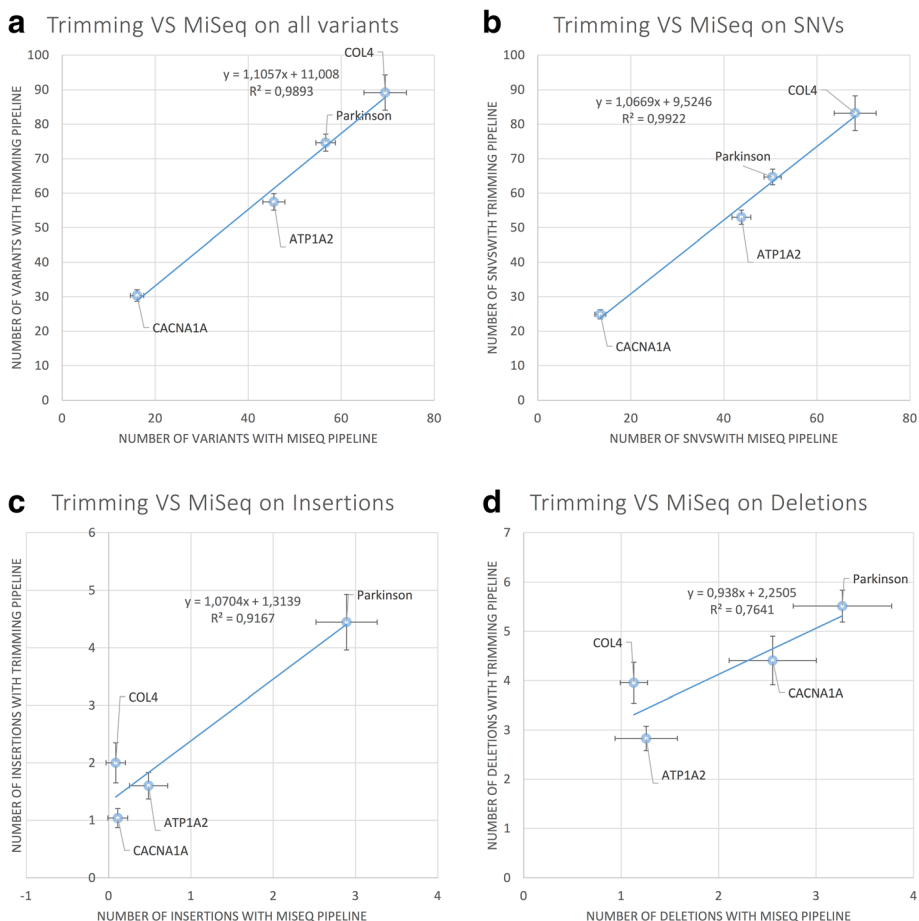 a Trimming VS MiSeq on all variants
NUMBER OF VARIANTS WITH TRIMMING PIPELINE
100
90
80
70
60
50
40
30
20
10
0
y = 1,1057x + 11,008
R² = 0,9893
COL4
Parkinson
ATP1A2
CACNA1A
0 20 40 60 80
NUMBER OF VARIANTS WITH MISEQ PIPELINE
b Trimming VS MiSeq on SNVs
NUMBER OF SNVSWITH TRIMMING PIPELINE
100
90
80
70
60
50
40
30
20
10
0
y = 1,0669x + 9,5246
R² = 0,9922
COL4
Parkinson
ATP1A2
CACNA1A
0 20 40 60 80
NUMBER OF SNVSWITH MISEQ PIPELINE
c Trimming VS MiSeq on Insertions
NUMBER OF INSERTIONS WITH TRIMMING PIPELINE
6
5
4
3
2
1
0
y = 1,0704x + 1,3139
R² = 0,9167
Parkinson
COL4
ATP1A2
CACNA1A
-1 0 1 2 3 4
NUMBER OF INSERTIONS WITH MISEQ PIPELINE
d Trimming VS MiSeq on Deletions
NUMBER OF DELETIONS WITH TRIMMING PIPELINE
7
6
5
4
3
2
1
0
y = 0,938x + 2,2505
R² = 0,7641
Parkinson
COL4
CACNA1A
ATP1A2
0 1 2 3 4
NUMBER OF DELETIONS WITH MISEQ PIPELINE